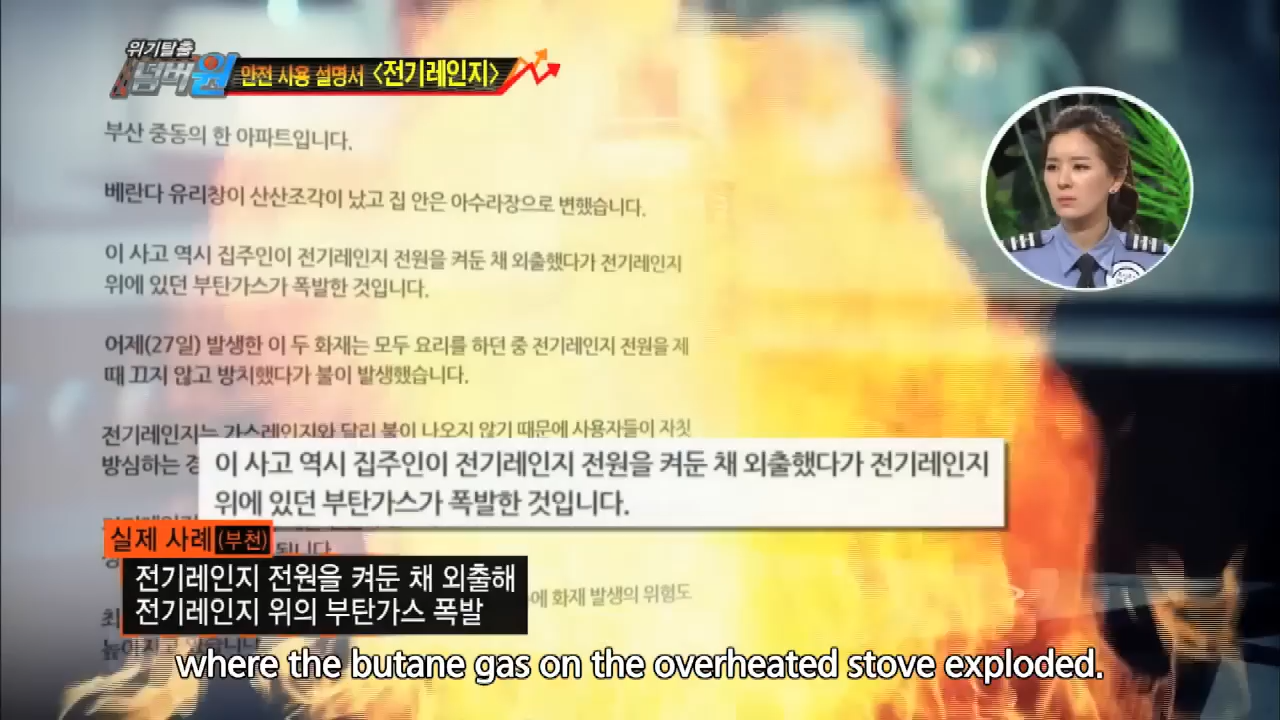 위기탈출
넘버원
안전 사용 설명서 <전기레인지>
부산 중동의 한 아파트입니다.
베란다 유리창이 산산조각이 났고 집 안은 아수라장으로 변했습니다.
이 사고 역시 집주인이 전기레인지 전원을 켜둔 채 외출했다가 전기레인지
위에 있던 부탄가스가 폭발한 것입니다.
어제(27일) 발생한 이 두 화재는 모두 요리를 하던 중 전기레인지 전원을 제
때 끄지 않고 방치했다가 불이 발생했습니다.
전기레인지는 가스레인지와 달리 불이 나오지 않기 때문에 사용자들이 자칫
방심하는
이 사고 역시 집주인이 전기레인지 전원을 켜둔 채 외출했다가 전기레인지
위에 있던 부탄가스가 폭발한 것입니다.
실제 사례(부천)
전기레인지 전원을 켜둔 채 외출해
전기레인지 위의 부탄가스 폭발
화재 발생의 위험도
where the butane gas on the overheated stove exploded.